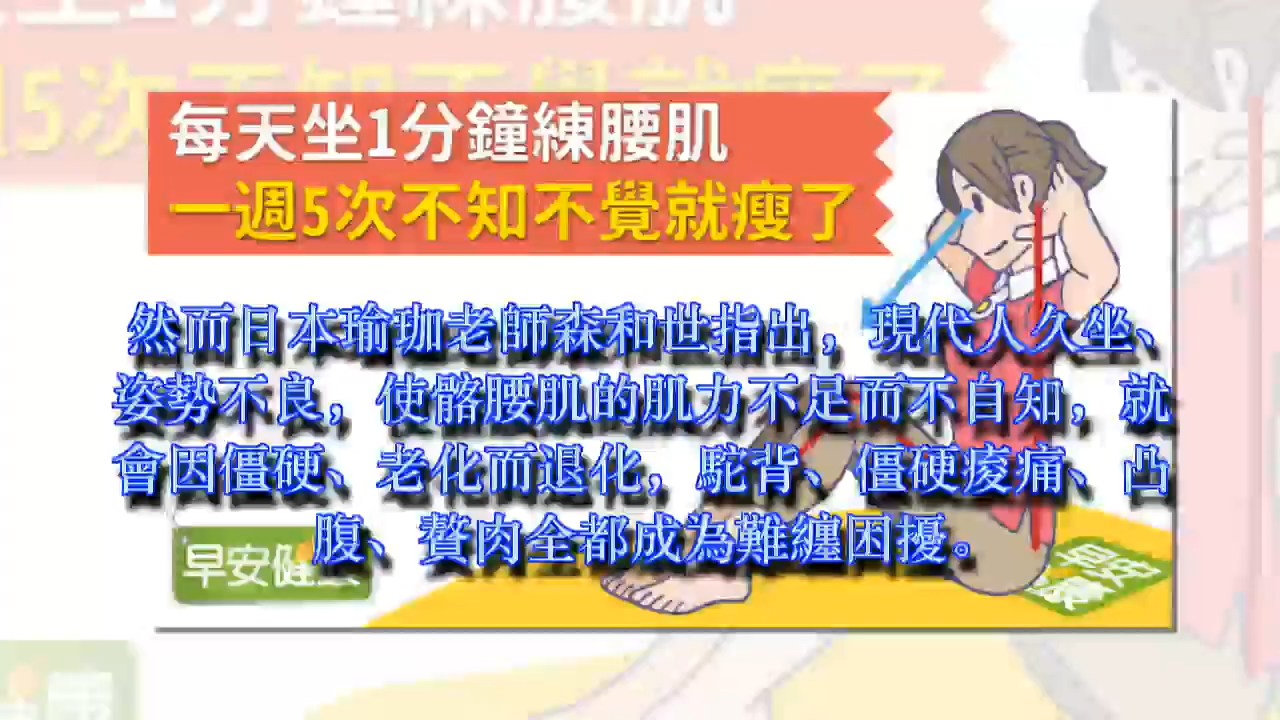 每天坐1分鐘練腰肌
一週5次不知不覺就瘦了
然而日本瑜珈老師森和世指出，現代人久坐、
姿勢不良，使髂腰肌的肌力不足而不自知，就
會因僵硬、老化而退化，駝背、僵硬痠痛、凸
腹、贅肉全都成為難纏困擾。
早安健